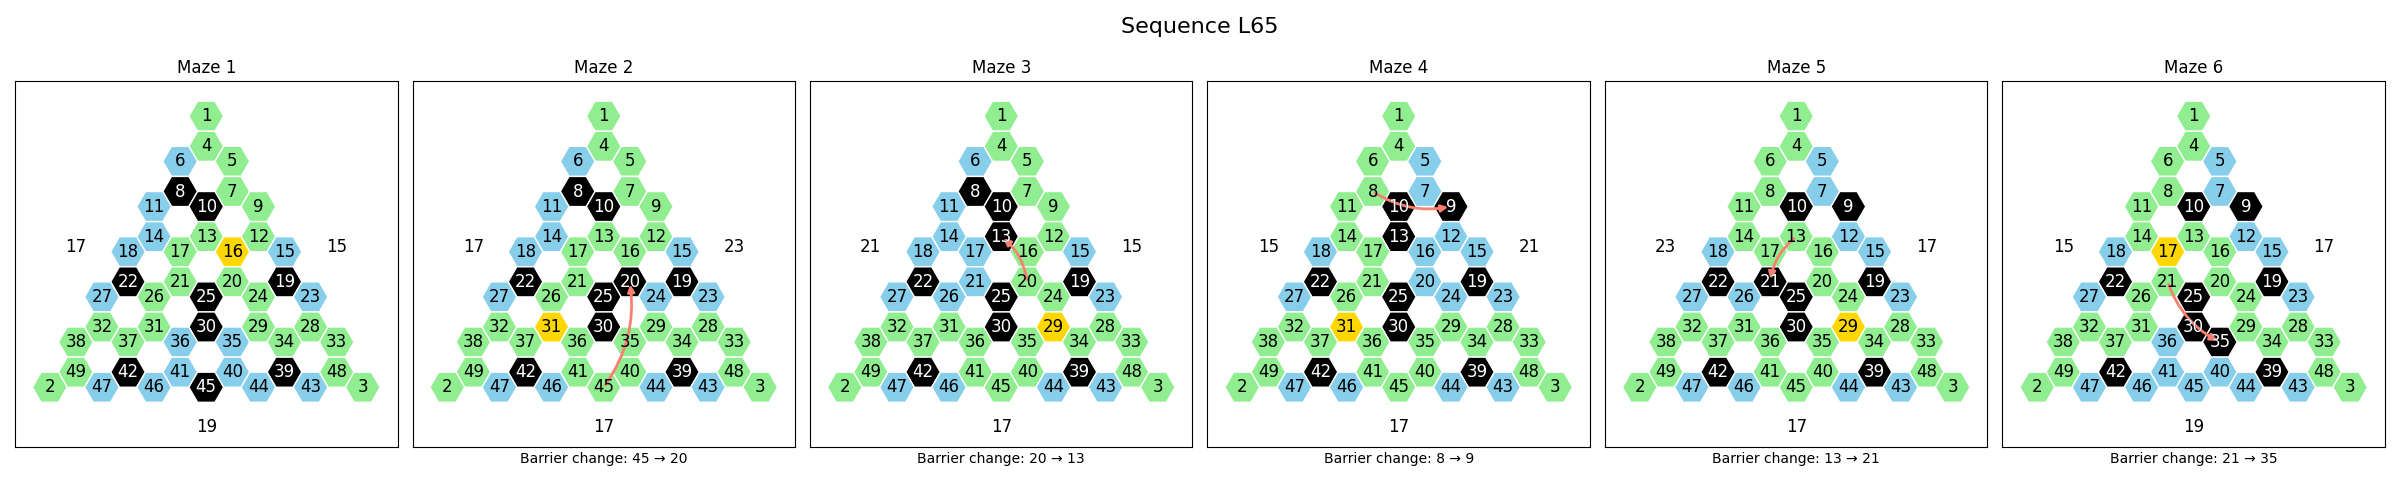 Sequence L65
Maze 1
1
4
6 5
8 7
11 10 9
14 13 12
17 18 17 16 15 15
22 21 20 19
27 26 25 24 23
32 31 30 29 28
38 37 36 35 34 33
49 42 41 40 39 48
2 47 46 45 44 43 3
19
Maze 2
1
4
6 5
8 7
11 10 9
14 13 12
17 18 17 16 15 23
22 21 20 19
27 26 25 24 23
32 31 30 29 28
38 37 36 35 34 33
49 42 41 40 39 48
2 47 46 45 44 43 3
17
Barrier change: 45 → 20
Maze 3
1
4
6 5
8 7
11 10 9
14 13 12
21 18 17 16 15 15
22 21 20 19
27 26 25 24 23
32 31 30 29 28
38 37 36 35 34 33
49 42 41 40 39 48
2 47 46 45 44 43 3
17
Barrier change: 20 → 13
Maze 4
1
4
6 5
8 7
11 10 9
14 13 12
15 18 17 16 15 21
22 21 20 19
27 26 25 24 23
32 31 30 29 28
38 37 36 35 34 33
49 42 41 40 39 48
2 47 46 45 44 43 3
17
Barrier change: 8 → 9
Maze 5
1
4
6 5
8 7
11 10 9
14 13 12
23 18 17 16 15 17
22 21 20 19
27 26 25 24 23
32 31 30 29 28
38 37 36 35 34 33
49 42 41 40 39 48
2 47 46 45 44 43 3
17
Barrier change: 13 → 21
Maze 6
1
4
6 5
8 7
11 10 9
14 13 12
15 18 17 16 15 17
22 21 20 19
27 26 25 24 23
32 31 30 29 28
38 37 36 35 34 33
49 42 41 40 39 48
2 47 46 45 44 43 3
19
Barrier change: 21 → 35